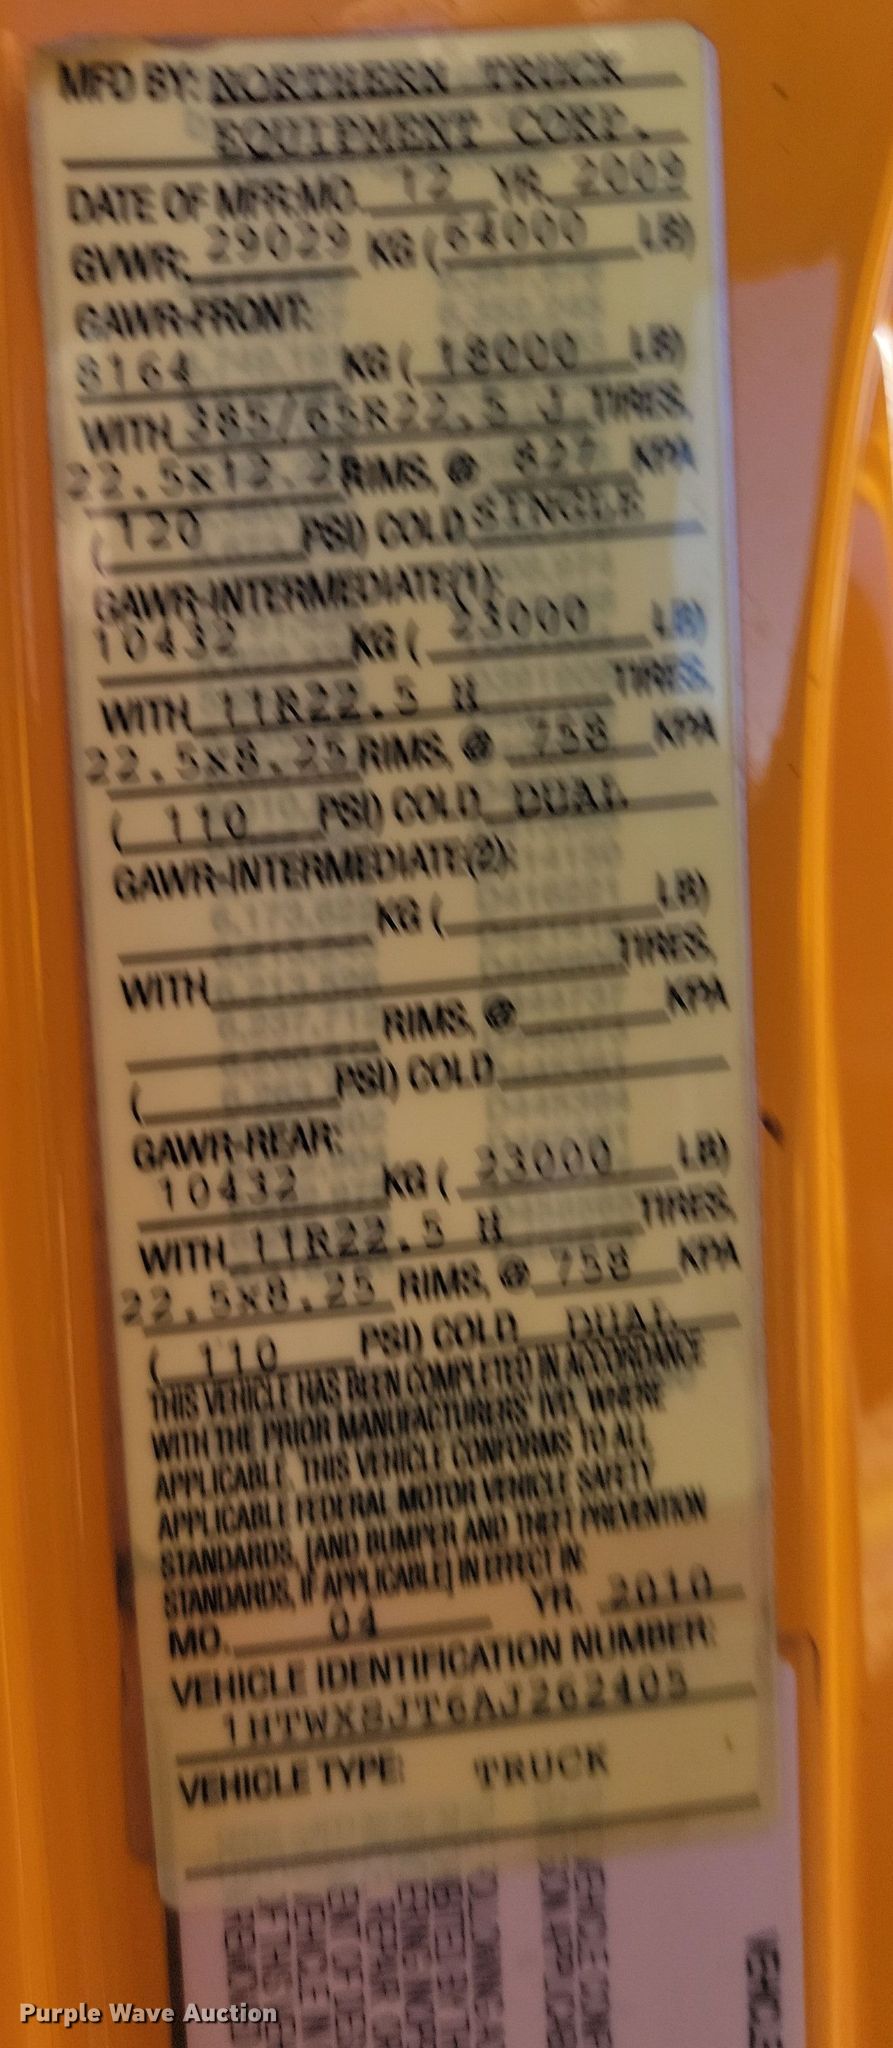 MFD BY: NORTHERN TRUCK
EQUIPMENT CORP.
DATE OF MFR: MO. 12 YR. 2009
GVWR: 29029 KG ( 64000 LB)
GAWR-FRONT:
8164 KG ( 18000 LB)
WITH 385/65R22.5 J TIRES,
22.5x12.2 RIMS, @ 827 KPA
( 120 PSI) COLD SINGLE
GAWR-INTERMEDIATE(1):
10432 KG ( 23000 LB)
WITH 11R22.5 H TIRES,
22.5x8.25 RIMS, @ 758 KPA
( 110 PSI) COLD DUAL
GAWR-INTERMEDIATE(2):
KG ( LB)
WITH TIRES,
RIMS, @ KPA
( PSI) COLD
GAWR-REAR:
10432 KG ( 23000 LB)
WITH 11R22.5 H TIRES,
22.5x8.25 RIMS, @ 758 KPA
( 110 PSI) COLD DUAL
THIS VEHICLE HAS BEEN COMPLETED IN ACCORDANCE
WITH THE PRIOR MANUFACTURERS' IVD, WHERE
APPLICABLE. THIS VEHICLE CONFORMS TO ALL
APPLICABLE FEDERAL MOTOR VEHICLE SAFETY
STANDARDS, [AND BUMPER AND THEFT PREVENTION
STANDARDS, IF APPLICABLE] IN EFFECT IN:
MO. 04 YR. 2010
VEHICLE IDENTIFICATION NUMBER:
1HTWX8JT6AJ262405
VEHICLE TYPE: TRUCK
Purple Wave Auction